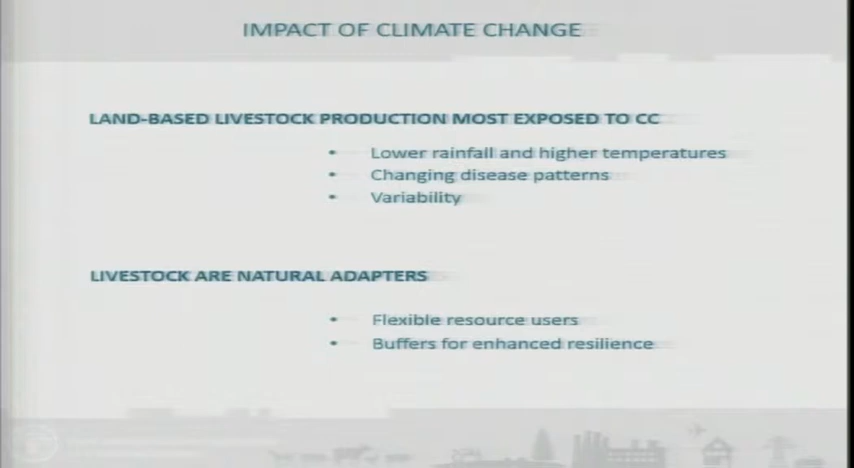 IMPACT OF CLIMATE CHANGE
LAND-BASED LIVESTOCK PRODUCTION MOST EXPOSED TO CC
• Lower rainfall and higher temperatures
• Changing disease patterns
• Variability
LIVESTOCK ARE NATURAL ADAPTERS
• Flexible resource users
• Buffers for enhanced resilience